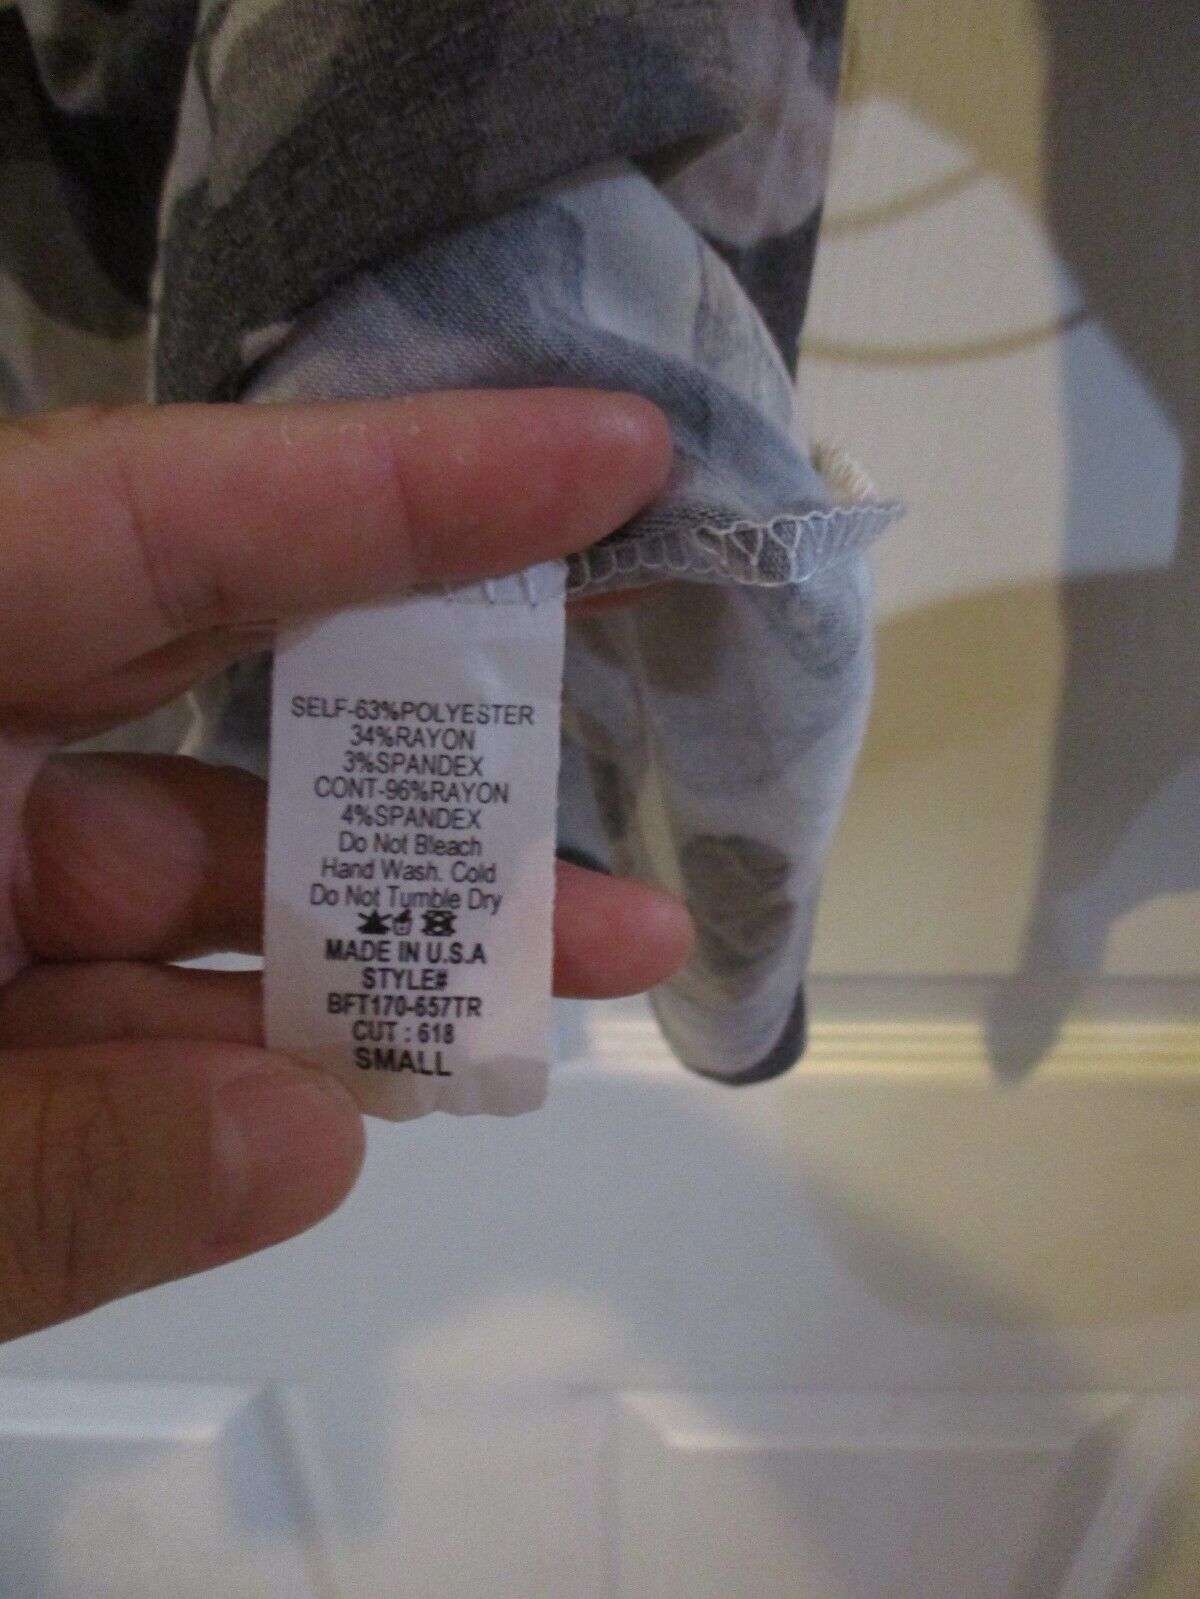 SELF-63%POLYESTER
34%RAYON
3%SPANDEX
CONT-96%RAYON
4%SPANDEX
Do Not Bleach
Hand Wash. Cold
Do Not Tumble Dry
MADE IN U.S.A
STYLE#
BFT170-657TR
CUT : 618
SMALL